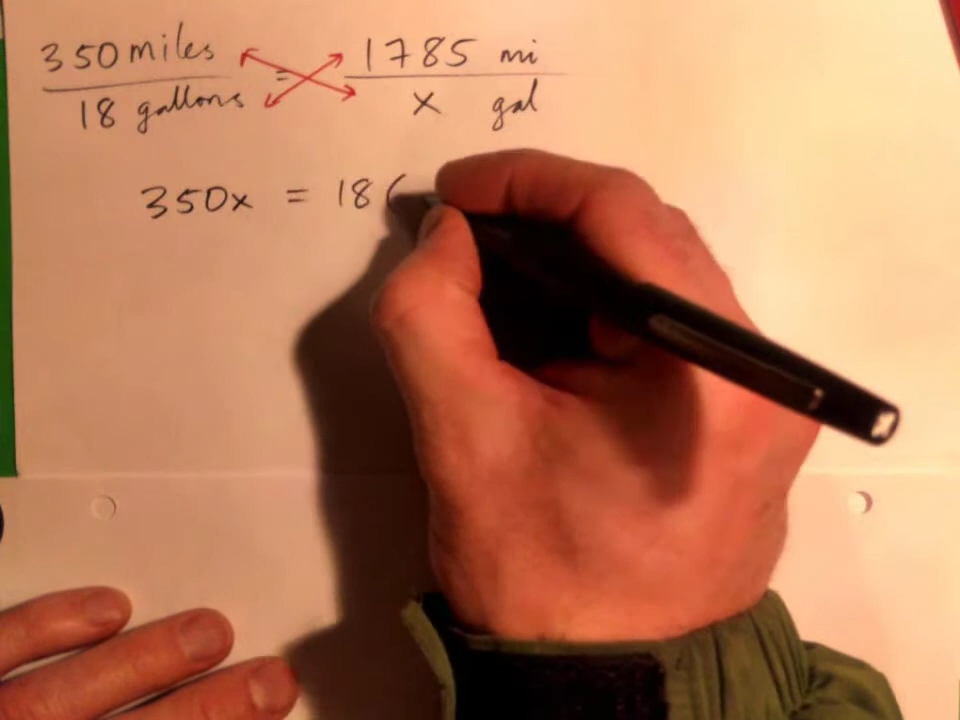 350 miles = 1785 mi
18 gallons x gal
350x = 18(